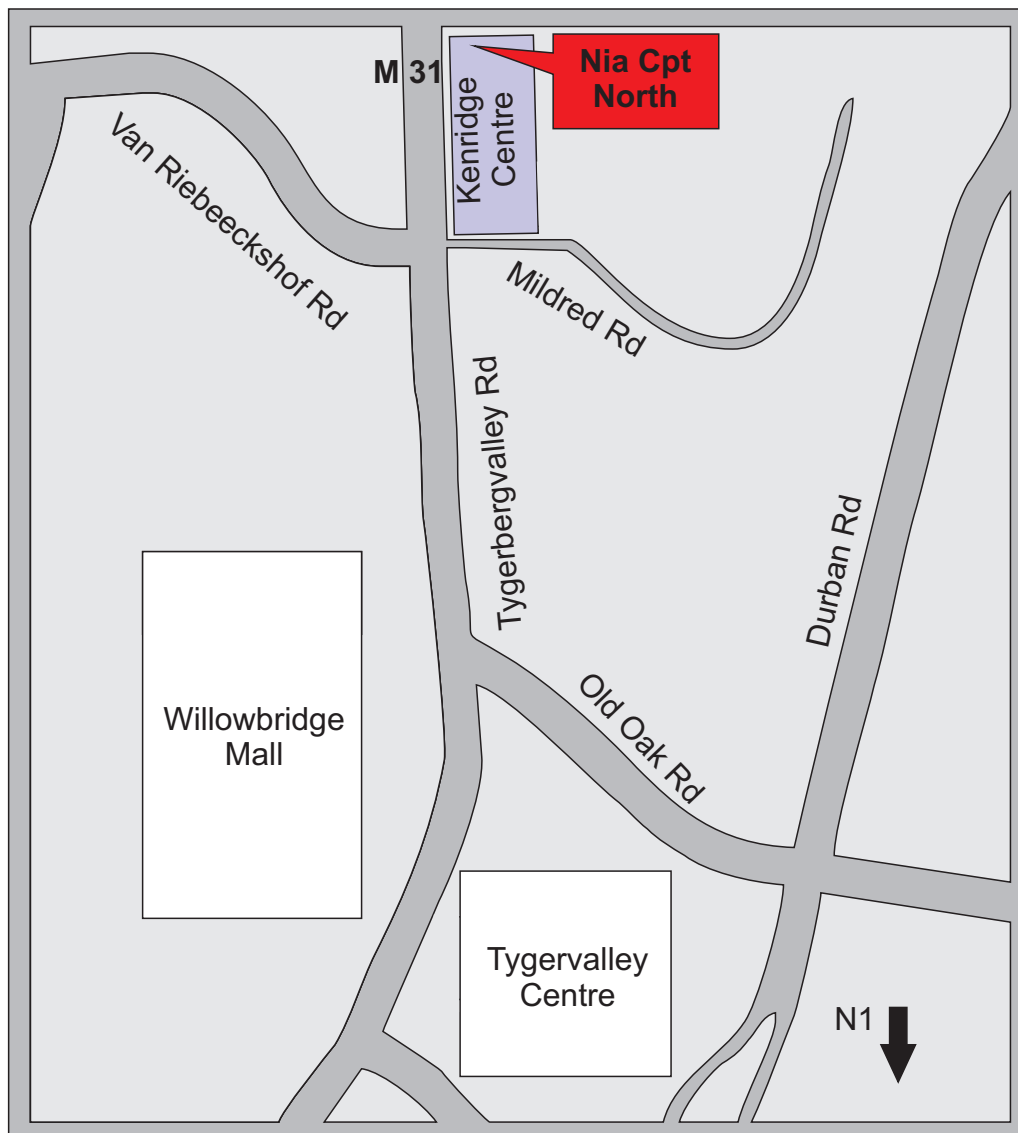 M 31
Nia Cpt
North
Kenridge
Centre
Van Riebeeckshof Rd
Mildred Rd
Tygerbergvalley Rd
Durban Rd
Willowbridge
Mall
Old Oak Rd
Tygervalley
Centre
N1